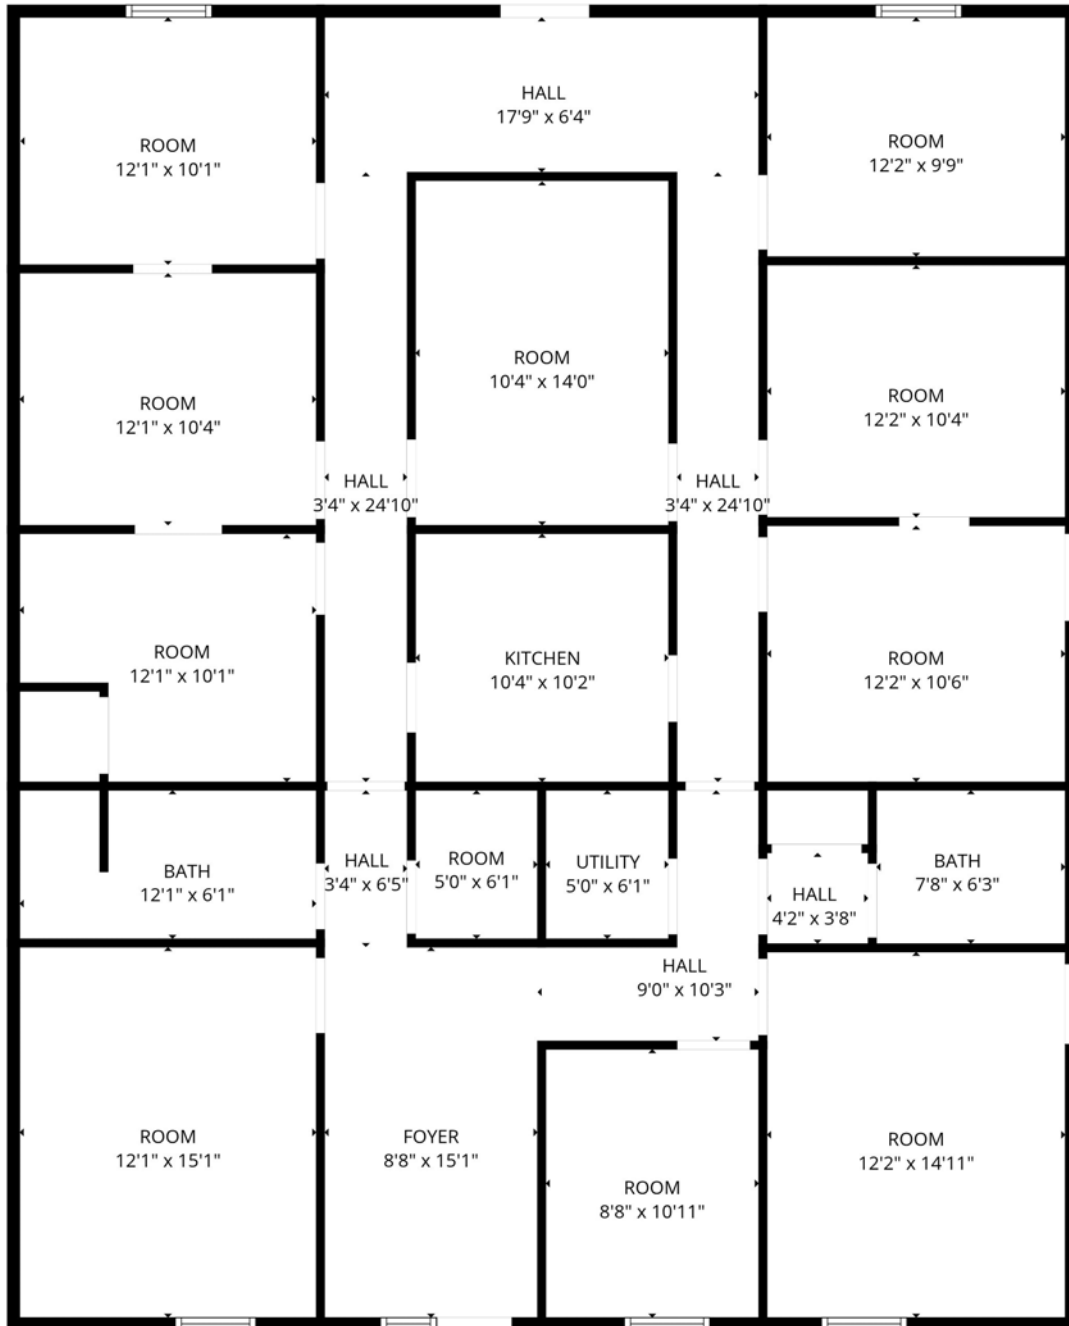 HALL
17'9" x 6'4"
ROOM
12'1" x 10'1"
ROOM
12'2" x 9'9"
ROOM
10'4" x 14'0"
ROOM
12'1" x 10'4"
ROOM
12'2" x 10'4"
HALL
3'4" x 24'10"
HALL
3'4" x 24'10"
ROOM
12'1" x 10'1"
KITCHEN
10'4" x 10'2"
ROOM
12'2" x 10'6"
BATH
12'1" x 6'1"
HALL
3'4" x 6'5"
ROOM
5'0" x 6'1"
UTILITY
5'0" x 6'1"
HALL
4'2" x 3'8"
BATH
7'8" x 6'3"
HALL
9'0" x 10'3"
ROOM
12'1" x 15'1"
FOYER
8'8" x 15'1"
ROOM
8'8" x 10'11"
ROOM
12'2" x 14'11"